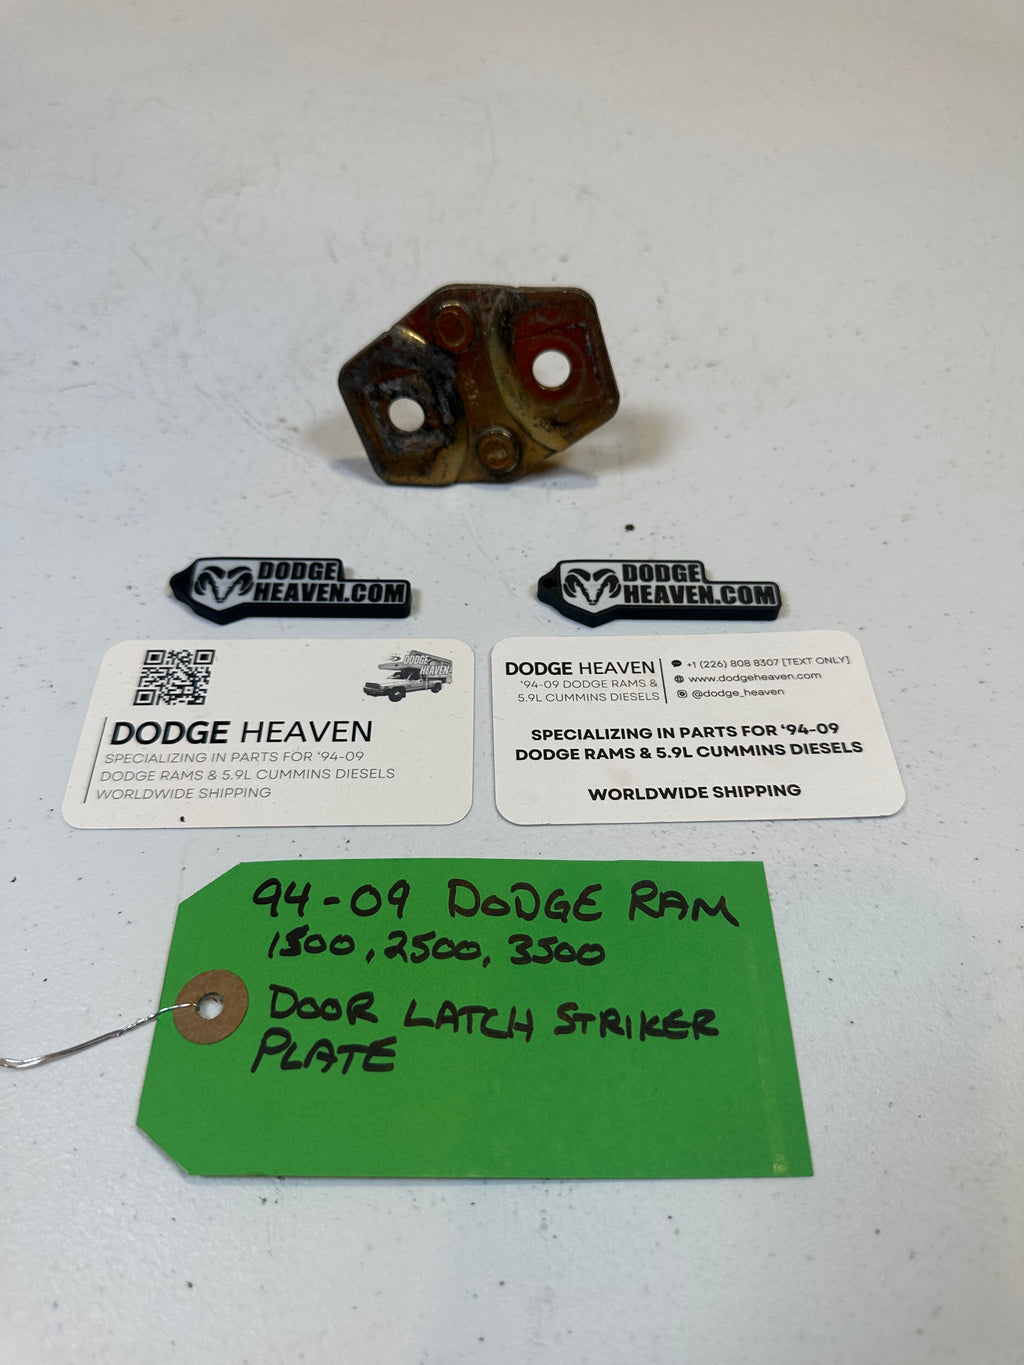 DODGE
HEAVEN.COM
DODGE
HEAVEN.COM
DODGE
HEAVEN
DODGE HEAVEN
SPECIALIZING IN PARTS FOR ‘94-09
DODGE RAMS & 5.9L CUMMINS DIESELS
WORLDWIDE SHIPPING
DODGE HEAVEN
‘94-09 DODGE RAMS &
5.9L CUMMINS DIESELS
+1 (226) 808 8307 [TEXT ONLY]
www.dodgeheaven.com
@dodge_heaven
SPECIALIZING IN PARTS FOR ‘94-09
DODGE RAMS & 5.9L CUMMINS DIESELS
WORLDWIDE SHIPPING
94-09 DODGE RAM
1500, 2500, 3500
DOOR LATCH STRIKER
PLATE